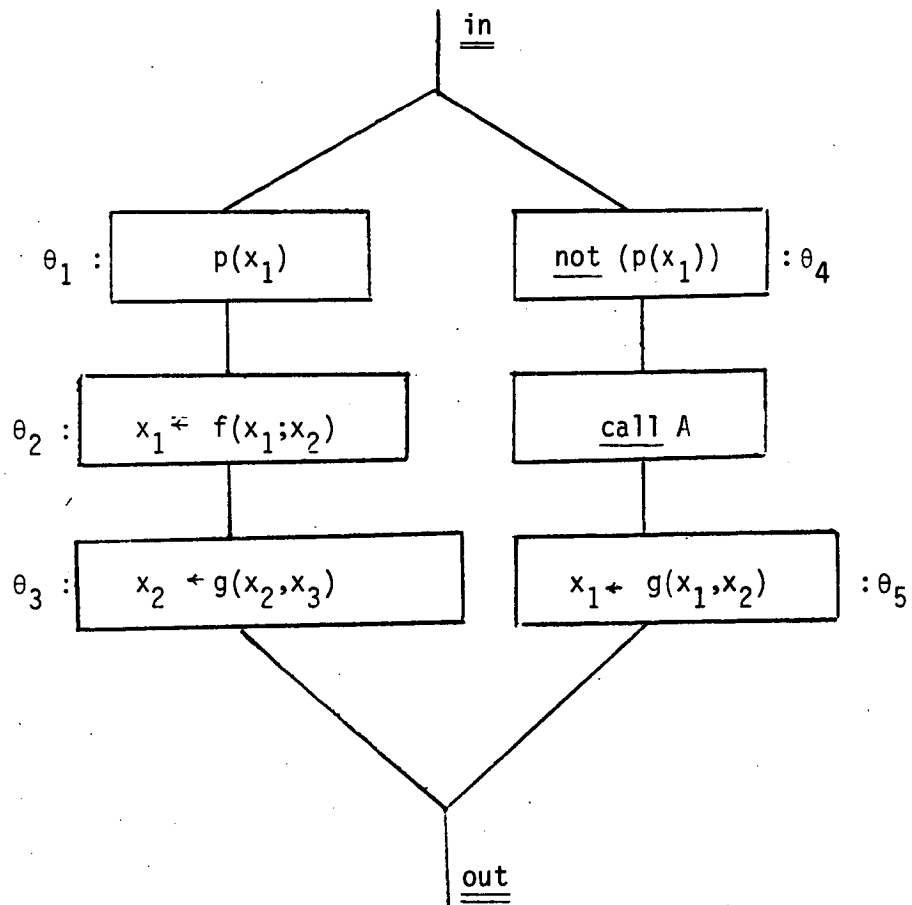 in
θ₁ : p(x₁)
not (p(x₁)) : θ₄
θ₂ : x₁ ← f(x₁;x₂)
call A
θ₃ : x₂ ← g(x₂,x₃)
x₁ ← g(x₁,x₂) : θ₅
out